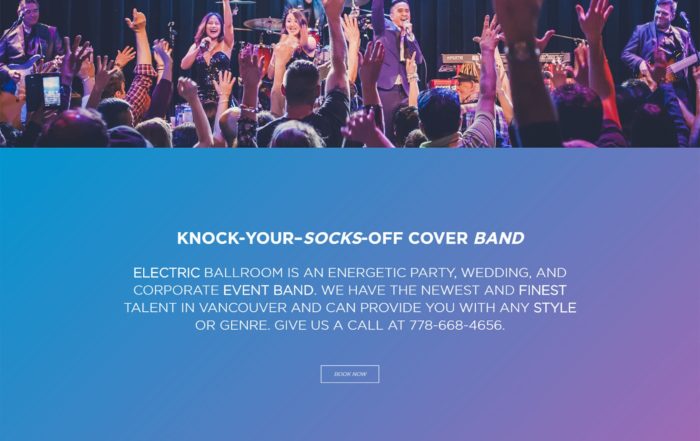 KNOCK-YOUR-SOCKS-OFF COVER BAND
ELECTRIC BALLROOM IS AN ENERGETIC PARTY, WEDDING, AND
CORPORATE EVENT BAND. WE HAVE THE NEWEST AND FINEST
TALENT IN VANCOUVER AND CAN PROVIDE YOU WITH ANY STYLE
OR GENRE. GIVE US A CALL AT 778-668-4656.
BOOK NOW